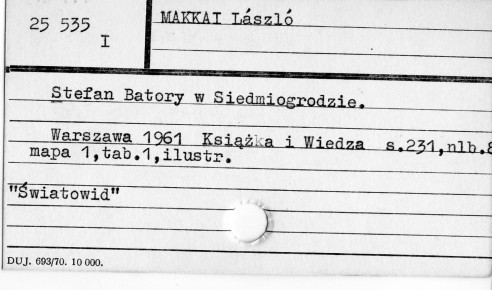 25 535
I
MAKKAI László
Stefan Batory w Siedmiogrodzie.
Warszawa 1961 Książka i Wiedza s.231,nlb.8
mapa 1,tab.1,ilustr.
"Światowid"
DUJ. 693/70. 10 000.